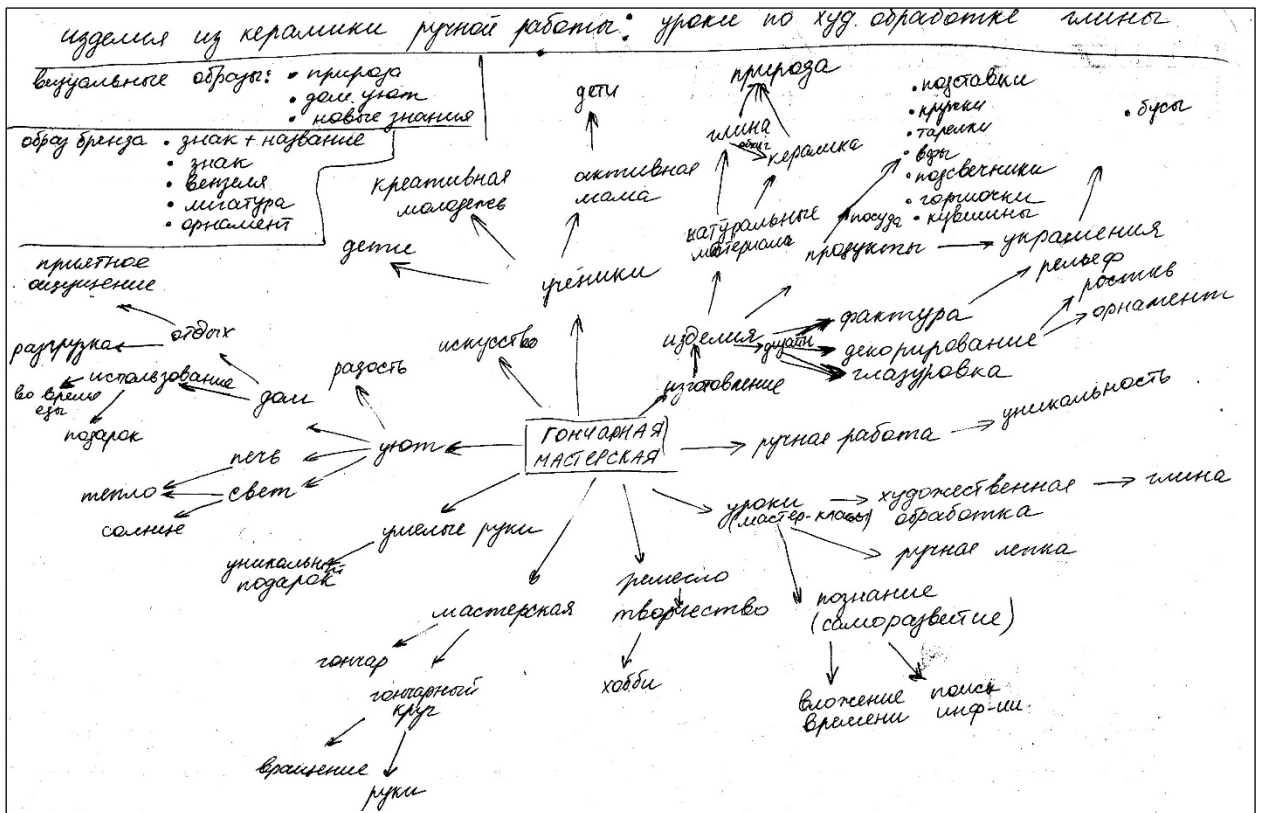 изделия из керамики ручной работы: уроки по худ. обработке глины
визуальные образы: • природа
• дом. уют
• новые знания
образ бренда • знак + название
• знак
• вензеля
• лигатура
• орнамент
дети
природа
глина
обжиг
керамика
• подставки
• кружки
• тарелки
• подсвечники
• горшочки
• кувшины
посуда
• бусы
креативная
молодежь
активная
мама
натуральные
материалы
продукты
украшения
дети
ученики
рельеф
приятное
ощущение
отдых
разгрузка
использование
во время
еды
подарок
дом
радость
искусство
изделия
дизайн
фактура
декорирование
глазуровка
орнамент
изготовление
ГОНЧАРНАЯ
МАСТЕРСКАЯ
ручная работа
уникальность
уют
печь
тепло
свет
солнце
уроки
(мастер-классы)
художественная
обработка
глина
ручная лепка
умелые руки
уникальный
подарок
ремесло
творчество
хобби
познание
(саморазвитие)
вложение
времени
поиск
инф-ии
мастерская
гончар
гончарный
круг
вращение
руки